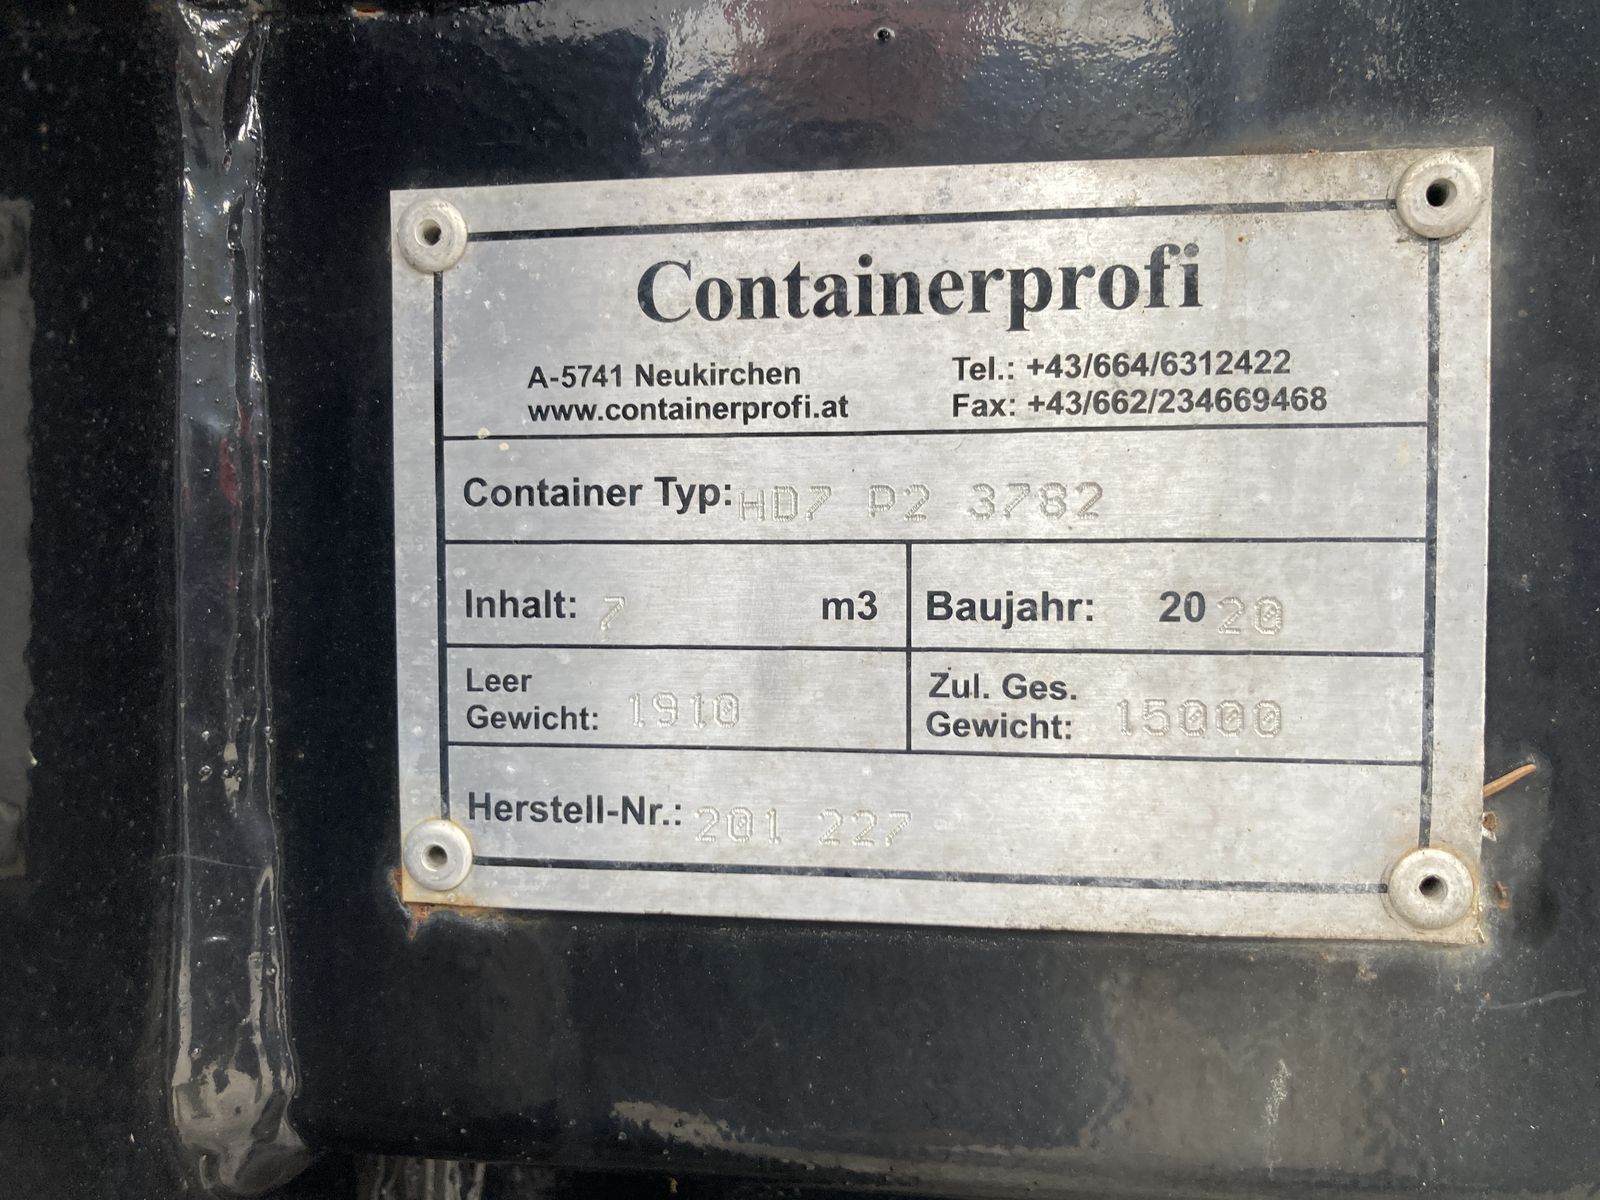 Containerprofi
A-5741 Neukirchen
www.containerprofi.at
Tel.: +43/664/6312422
Fax: +43/662/234669468
Container Typ: HD7 P2 3782
Inhalt: 7 m3
Baujahr: 2020
Leer
Gewicht: 1910
Zul. Ges.
Gewicht: 15000
Herstell-Nr.: 201 227